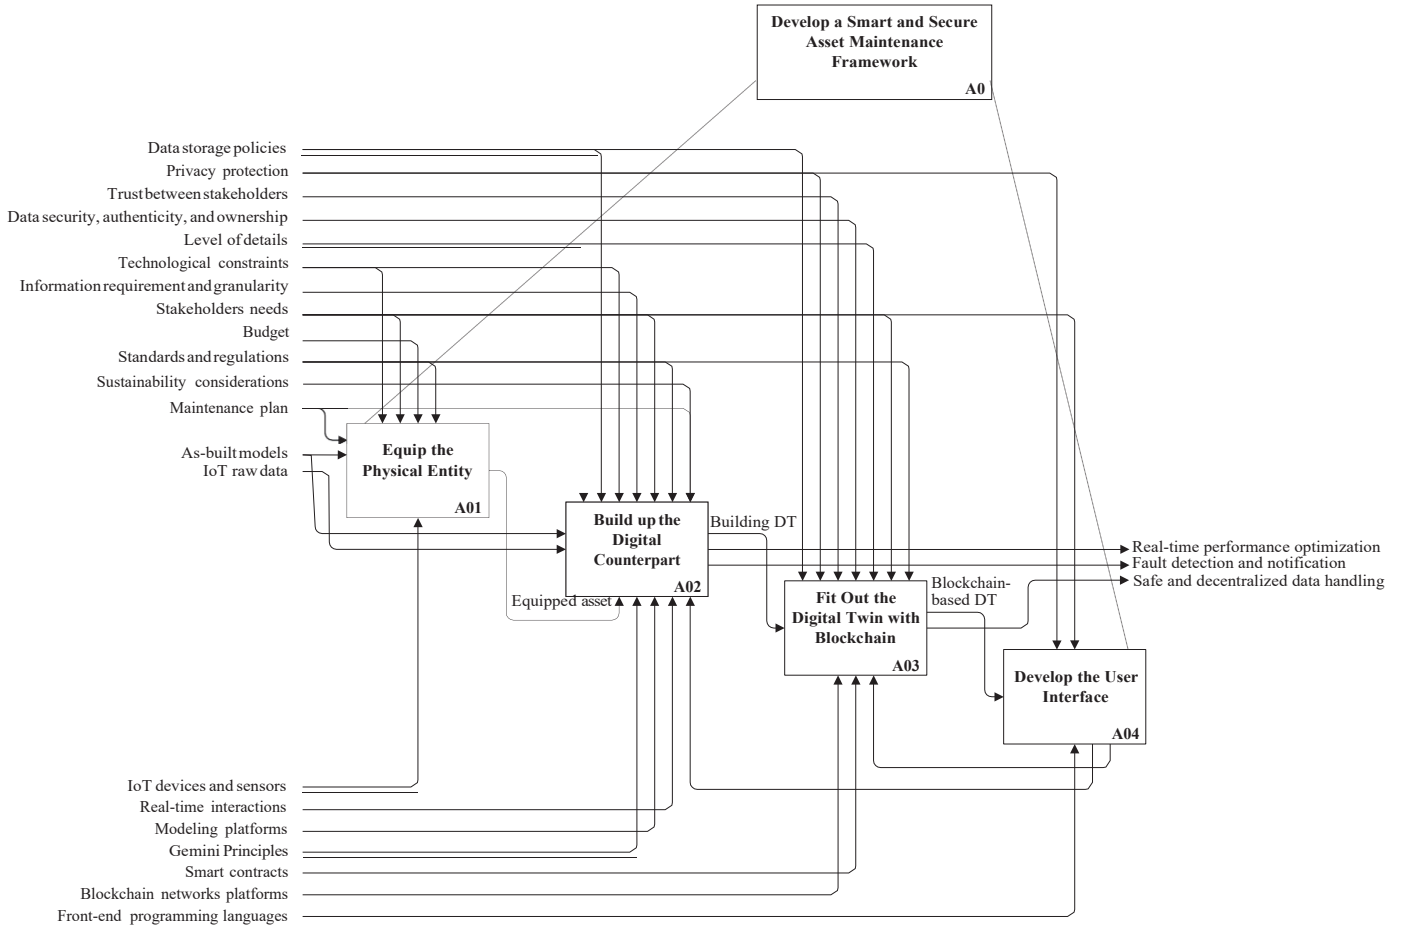 Develop a Smart and Secure
Asset Maintenance
Framework
A0
Data storage policies
Privacy protection
Trust between stakeholders
Data security, authenticity, and ownership
Level of details
Technological constraints
Information requirement and granularity
Stakeholders needs
Budget
Standards and regulations
Sustainability considerations
Maintenance plan
As-built models
IoT raw data
Equip the
Physical Entity
A01
Build up the
Digital
Counterpart
A02
Building DT
Equipped asset
Real-time performance optimization
Fault detection and notification
Safe and decentralized data handling
Fit Out the
Digital Twin with
Blockchain
A03
Blockchain-
based DT
Develop the User
Interface
A04
IoT devices and sensors
Real-time interactions
Modeling platforms
Gemini Principles
Smart contracts
Blockchain networks platforms
Front-end programming languages